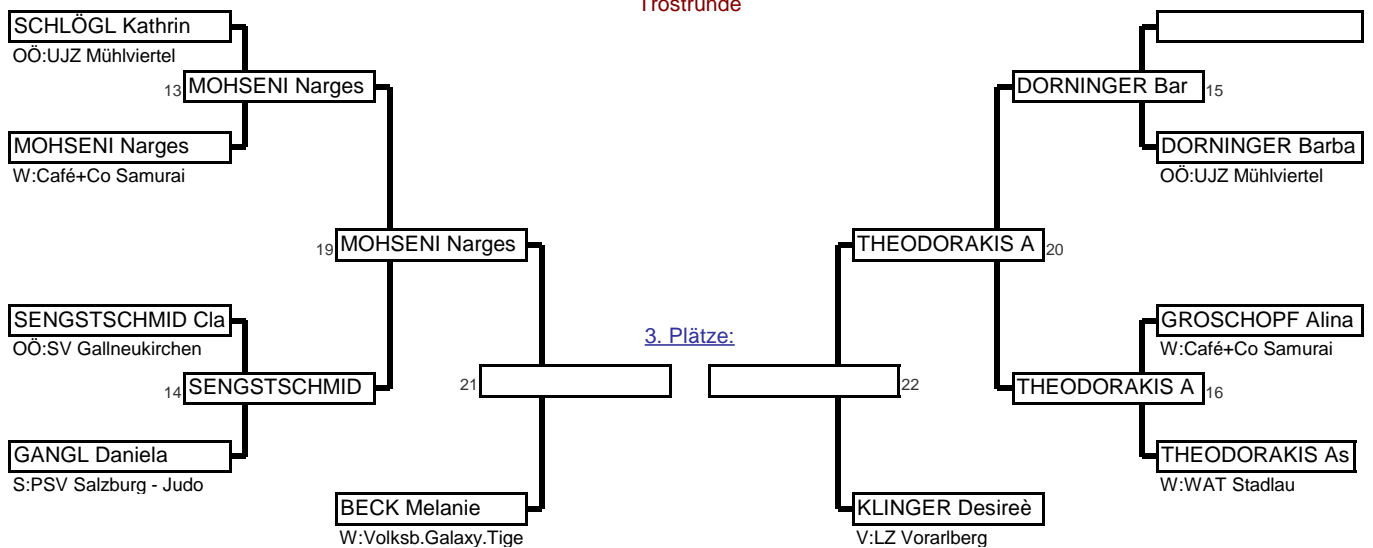 Trostrunde
SCHLÖGL Kathrin
OÖ:UJZ Mühlviertel
13 MOHSENI Narges
MOHSENI Narges
W:Café+Co Samurai
19 MOHSENI Narges
SENGSTSCHMID Cla
OÖ:SV Gallneukirchen
14 SENGSTSCHMID
GANGL Daniela
S:PSV Salzburg - Judo
21
BECK Melanie
W:Volksb.Galaxy.Tige
3. Plätze:
DORNINGER Bar 15
DORNINGER Barba
OÖ:UJZ Mühlviertel
THEODORAKIS A 20
GROSCHOPF Alina
W:Café+Co Samurai
22
THEODORAKIS A 16
THEODORAKIS As
W:WAT Stadlau
KLINGER Desireè
V:LZ Vorarlberg